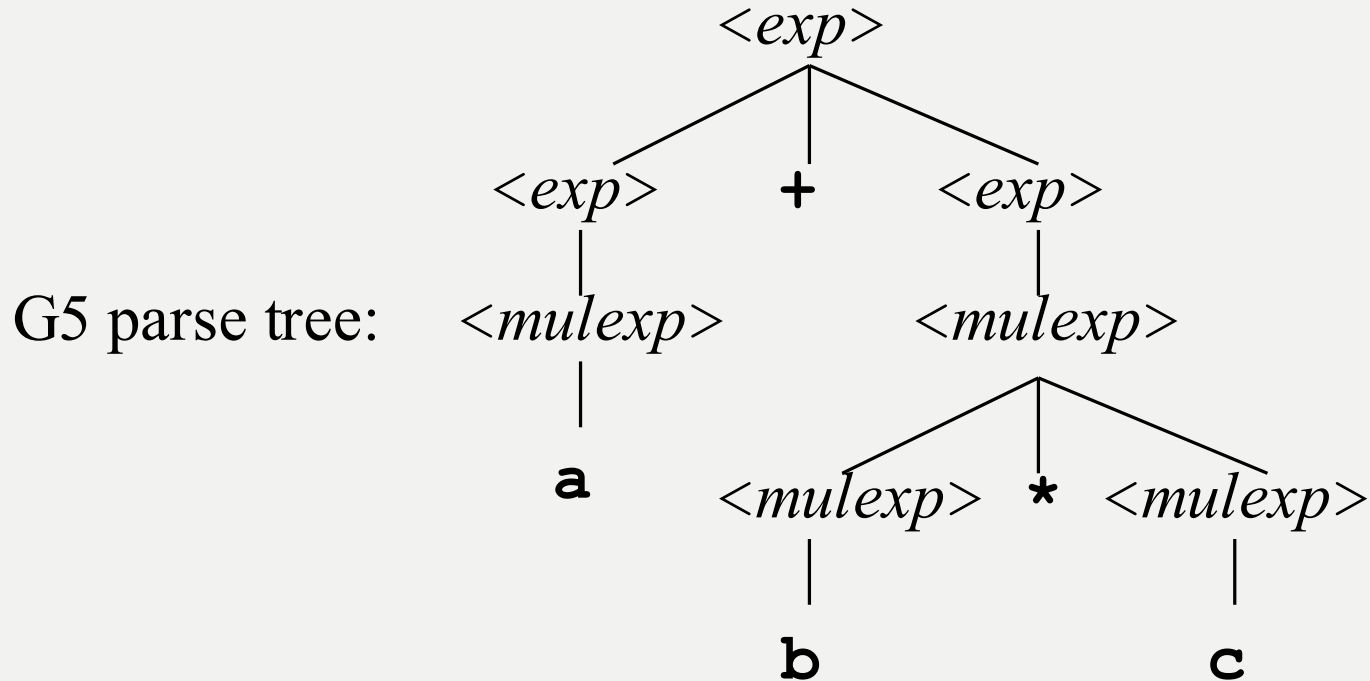 <exp>
<exp> + <exp>
G5 parse tree: <mulexp> <mulexp>
a <mulexp> * <mulexp>
b c